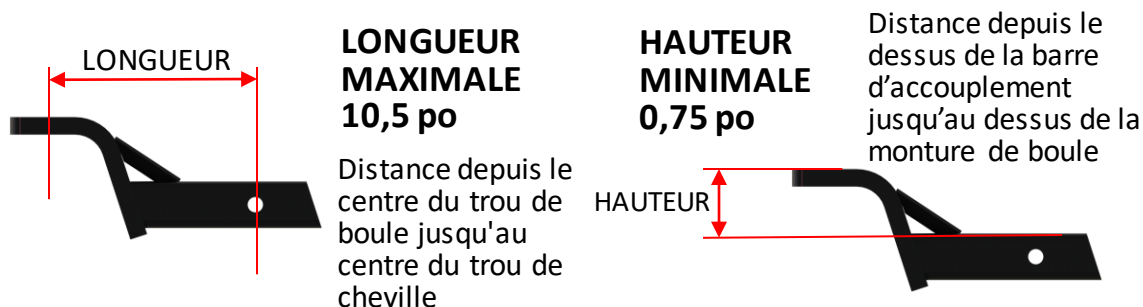 LONGUEUR
LONGUEUR
MAXIMALE
10,5 po
Distance depuis le
centre du trou de
boule jusqu'au
centre du trou de
cheville
HAUTEUR
MINIMALE
0,75 po
Distance depuis le
dessus de la barre
d’accouplement
jusqu’au dessus de la
monture de boule
HAUTEUR